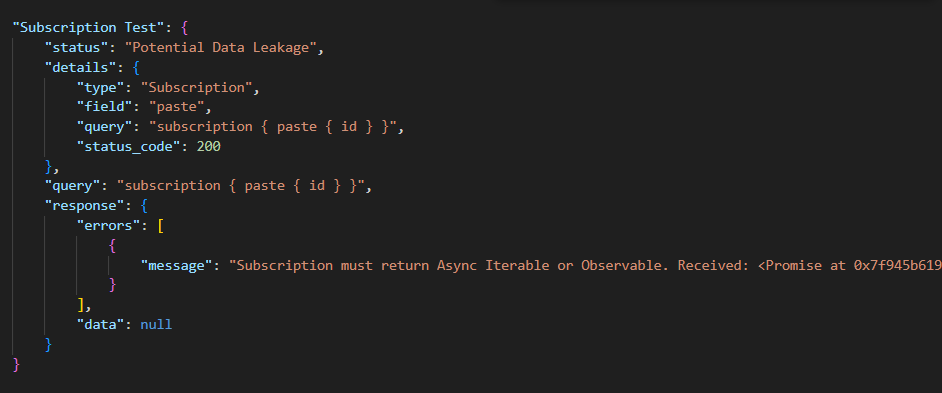 "Subscription Test": {
"status": "Potential Data Leakage",
"details": {
"type": "Subscription",
"field": "paste",
"query": "subscription { paste { id } }",
"status_code": 200
},
"query": "subscription { paste { id } }",
"response": {
"errors": [
{
"message": "Subscription must return Async Iterable or Observable. Received: <Promise at 0x7f945b619
}
],
"data": null
}
}